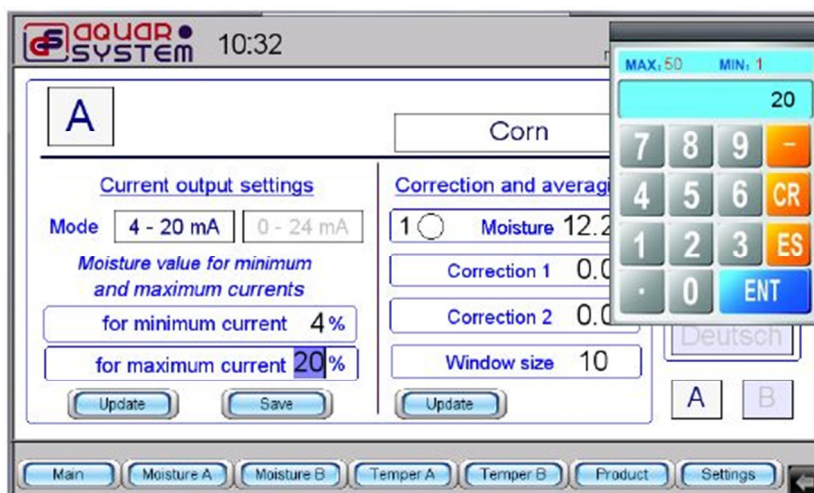 aquar
system 10:32
A
Corn
Current output settings
Mode 4 - 20 mA 0 - 24 mA
Moisture value for minimum
and maximum currents
for minimum current 4 %
for maximum current 20 %
Update Save
Correction and averagi
1 Moisture 12.2
Correction 1 0.0
Correction 2 0.0
Window size 10
Update
MAX: 50 MIN: 1
20
7 8 9 -
4 5 6 CR
1 2 3 ES
. 0 ENT
Deutsch
A B
Main Moisture A Moisture B Temper A Temper B Product Settings